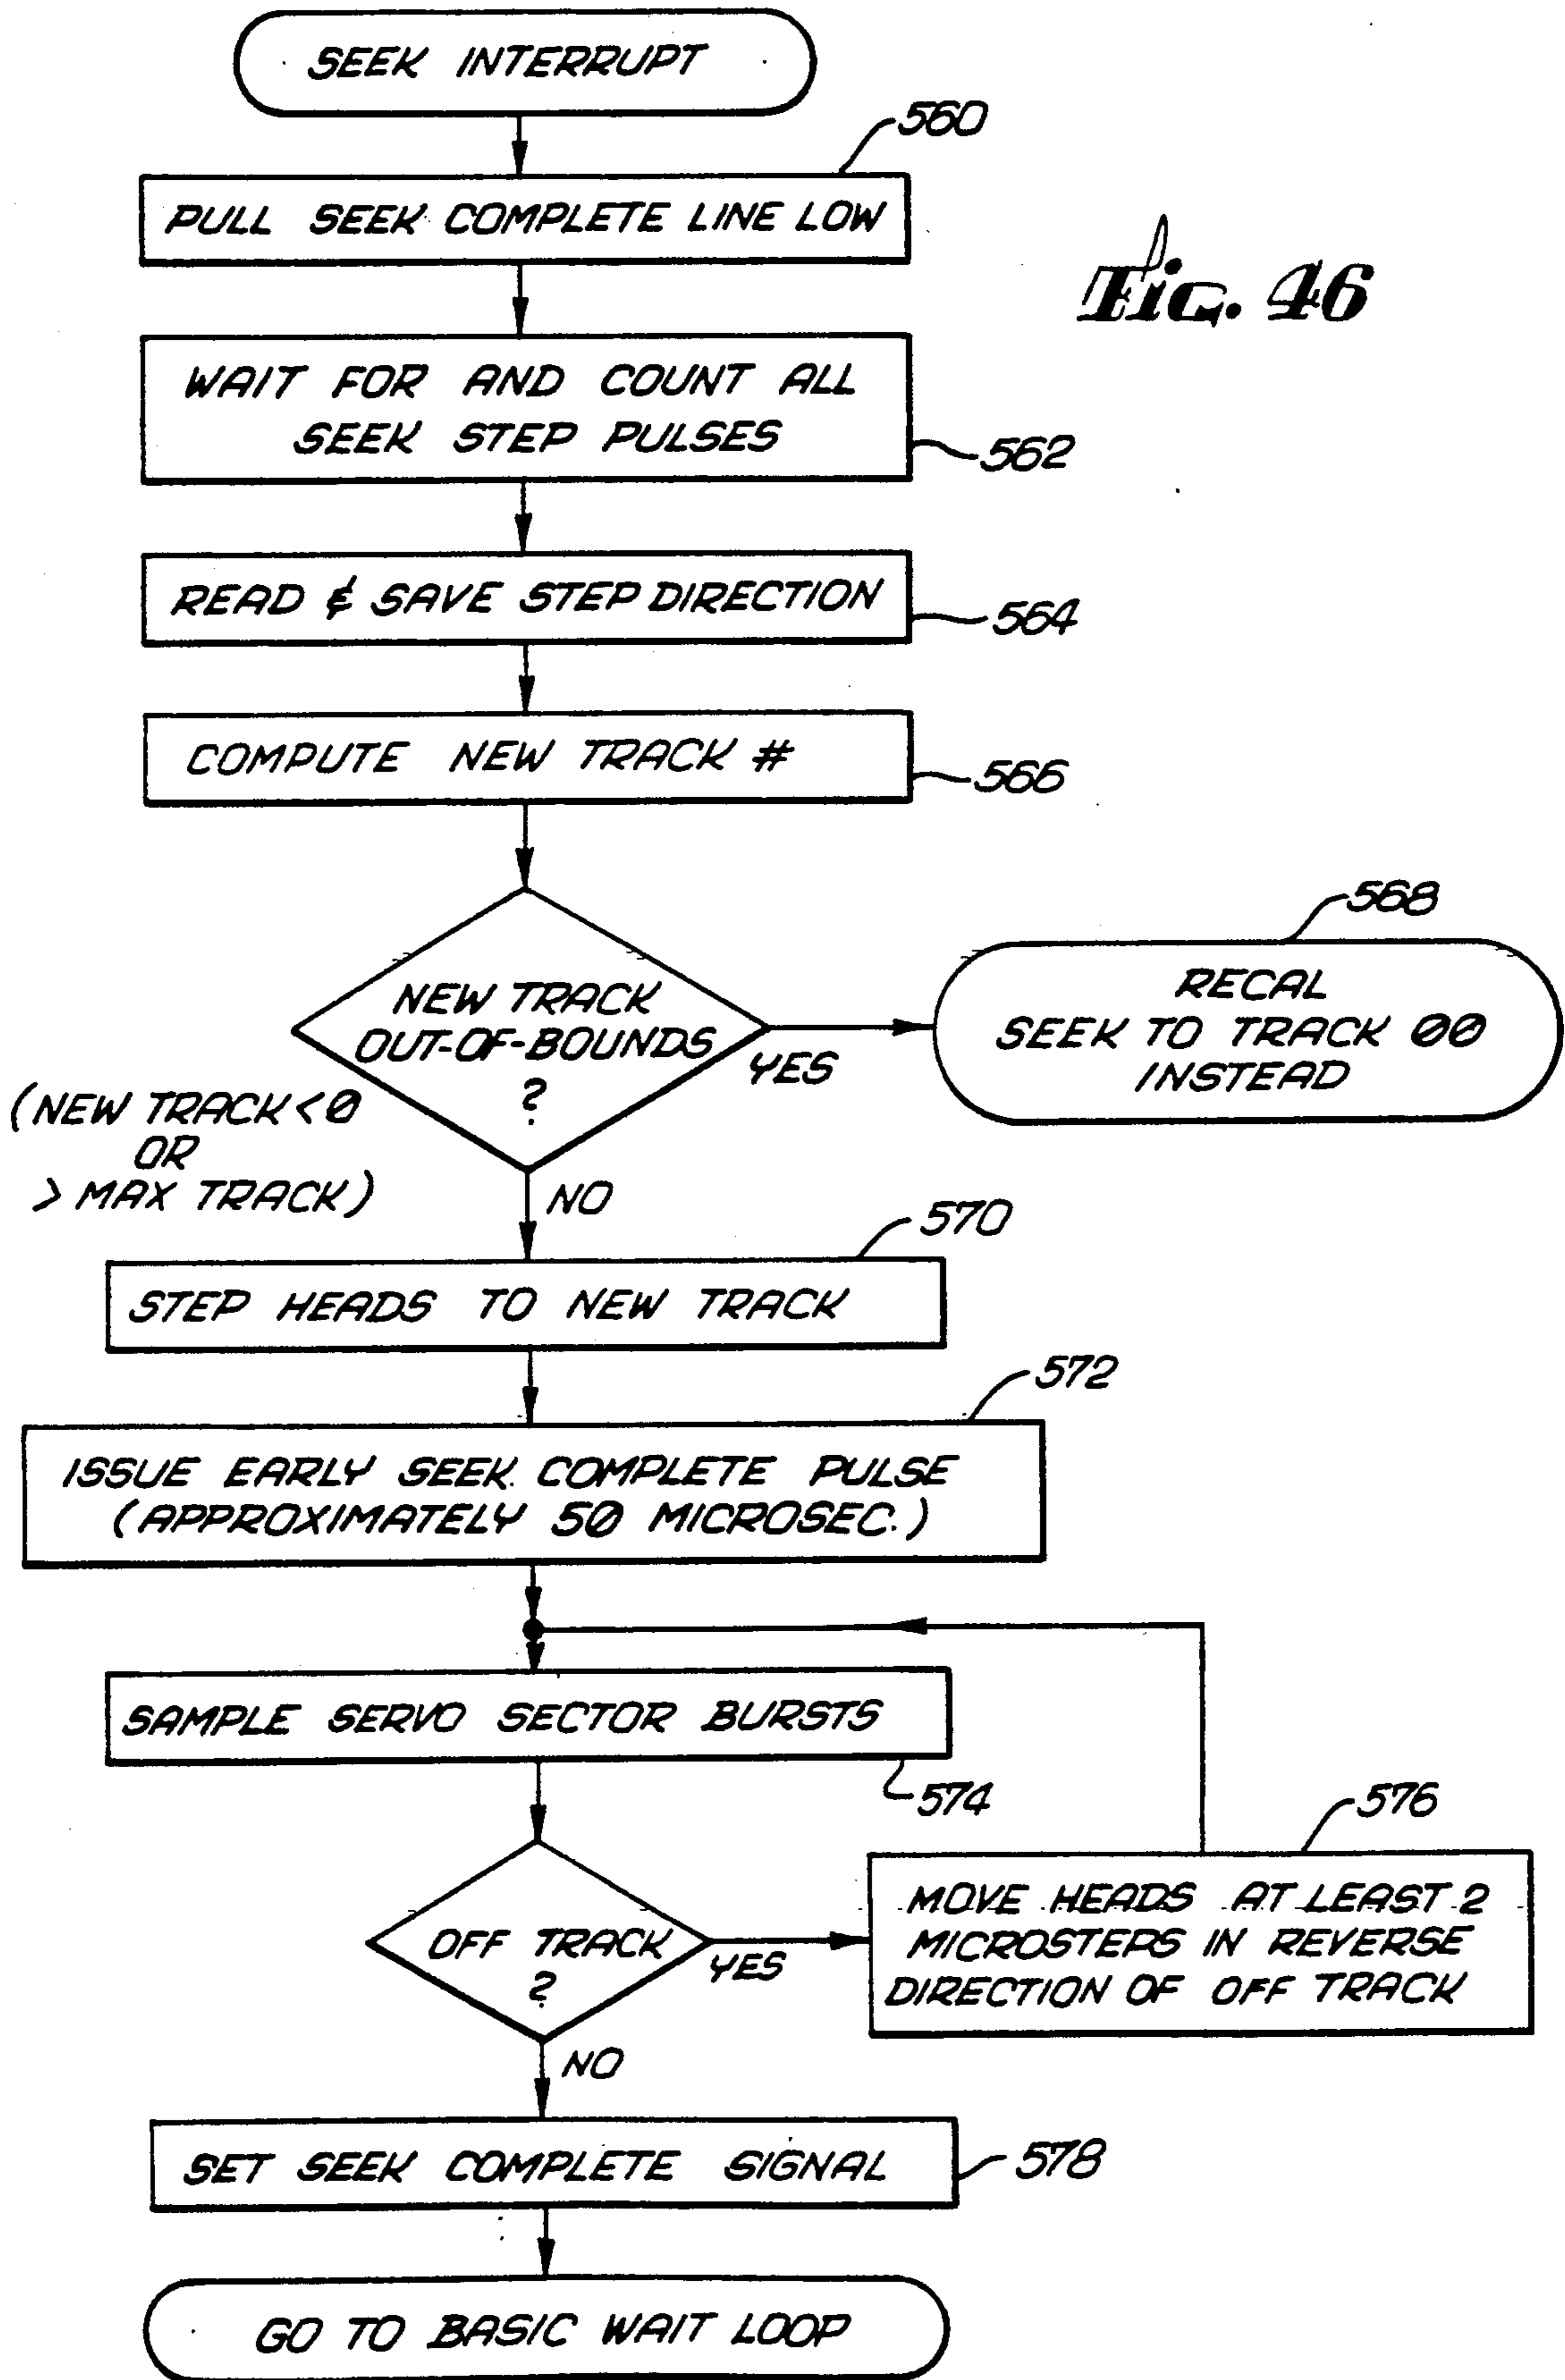 SEEK INTERRUPT
560
PULL SEEK COMPLETE LINE LOW
Fig. 46
WAIT FOR AND COUNT ALL
SEEK STEP PULSES
562
READ & SAVE STEP DIRECTION
564
COMPUTE NEW TRACK #
566
568
NEW TRACK
OUT-OF-BOUNDS
?
YES
RECAL
SEEK TO TRACK 00
INSTEAD
(NEW TRACK < 0
OR
> MAX TRACK)
NO
570
STEP HEADS TO NEW TRACK
572
ISSUE EARLY SEEK COMPLETE PULSE
(APPROXIMATELY 50 MICROSEC.)
SAMPLE SERVO SECTOR BURSTS
574
576
OFF TRACK
?
YES
MOVE HEADS AT LEAST 2
MICROSTEPS IN REVERSE
DIRECTION OF OFF TRACK
NO
SET SEEK COMPLETE SIGNAL
578
GO TO BASIC WAIT LOOP